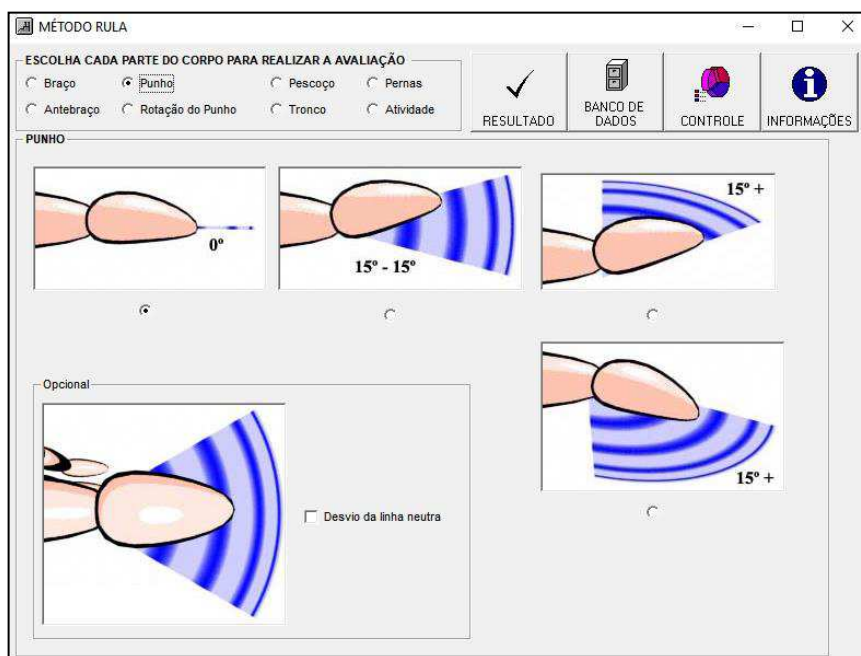 MÉTODO RULA
ESCOLHA CADA PARTE DO CORPO PARA REALIZAR A AVALIAÇÃO
Braço Punho Pescoço Pernas
Antebraço Rotação do Punho Tronco Atividade
RESULTADO
BANCO DE
DADOS
CONTROLE
INFORMAÇÕES
PUNHO
0º
15º - 15º
15º +
15º +
Opcional
Desvio da linha neutra